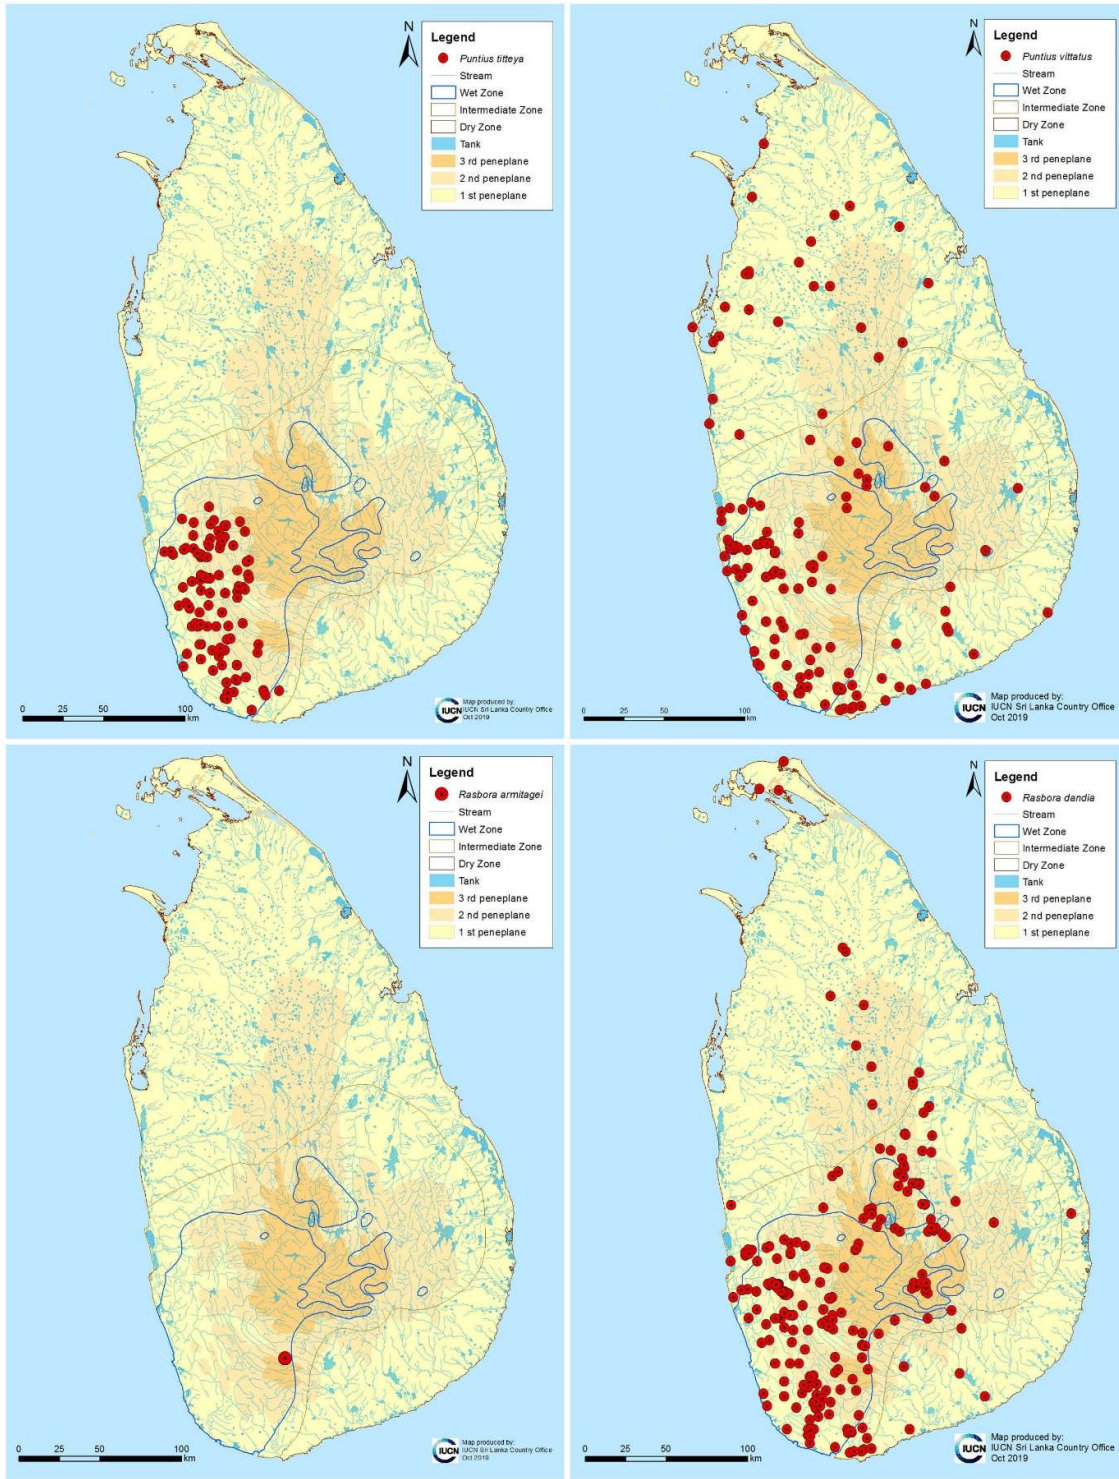 N
Legend
Puntius titteya
Stream
Wet Zone
Intermediate Zone
Dry Zone
Tank
3 rd peneplane
2 nd peneplane
1 st peneplane
0 25 50 100
km
IUCN
Map produced by:
IUCN Sri Lanka Country Office
Oct 2019
N
Legend
Puntius vittatus
Stream
Wet Zone
Intermediate Zone
Dry Zone
Tank
3 rd peneplane
2 nd peneplane
1 st peneplane
0 25 50 100
km
IUCN
Map produced by:
IUCN Sri Lanka Country Office
Oct 2019
N
Legend
Rasbora armitagei
Stream
Wet Zone
Intermediate Zone
Dry Zone
Tank
3 rd peneplane
2 nd peneplane
1 st peneplane
0 25 50 100
km
IUCN
Map produced by:
IUCN Sri Lanka Country Office
Oct 2019
N
Legend
Rasbora dandia
Stream
Wet Zone
Intermediate Zone
Dry Zone
Tank
3 rd peneplane
2 nd peneplane
1 st peneplane
0 25 50 100
km
IUCN
Map produced by:
IUCN Sri Lanka Country Office
Oct 2019